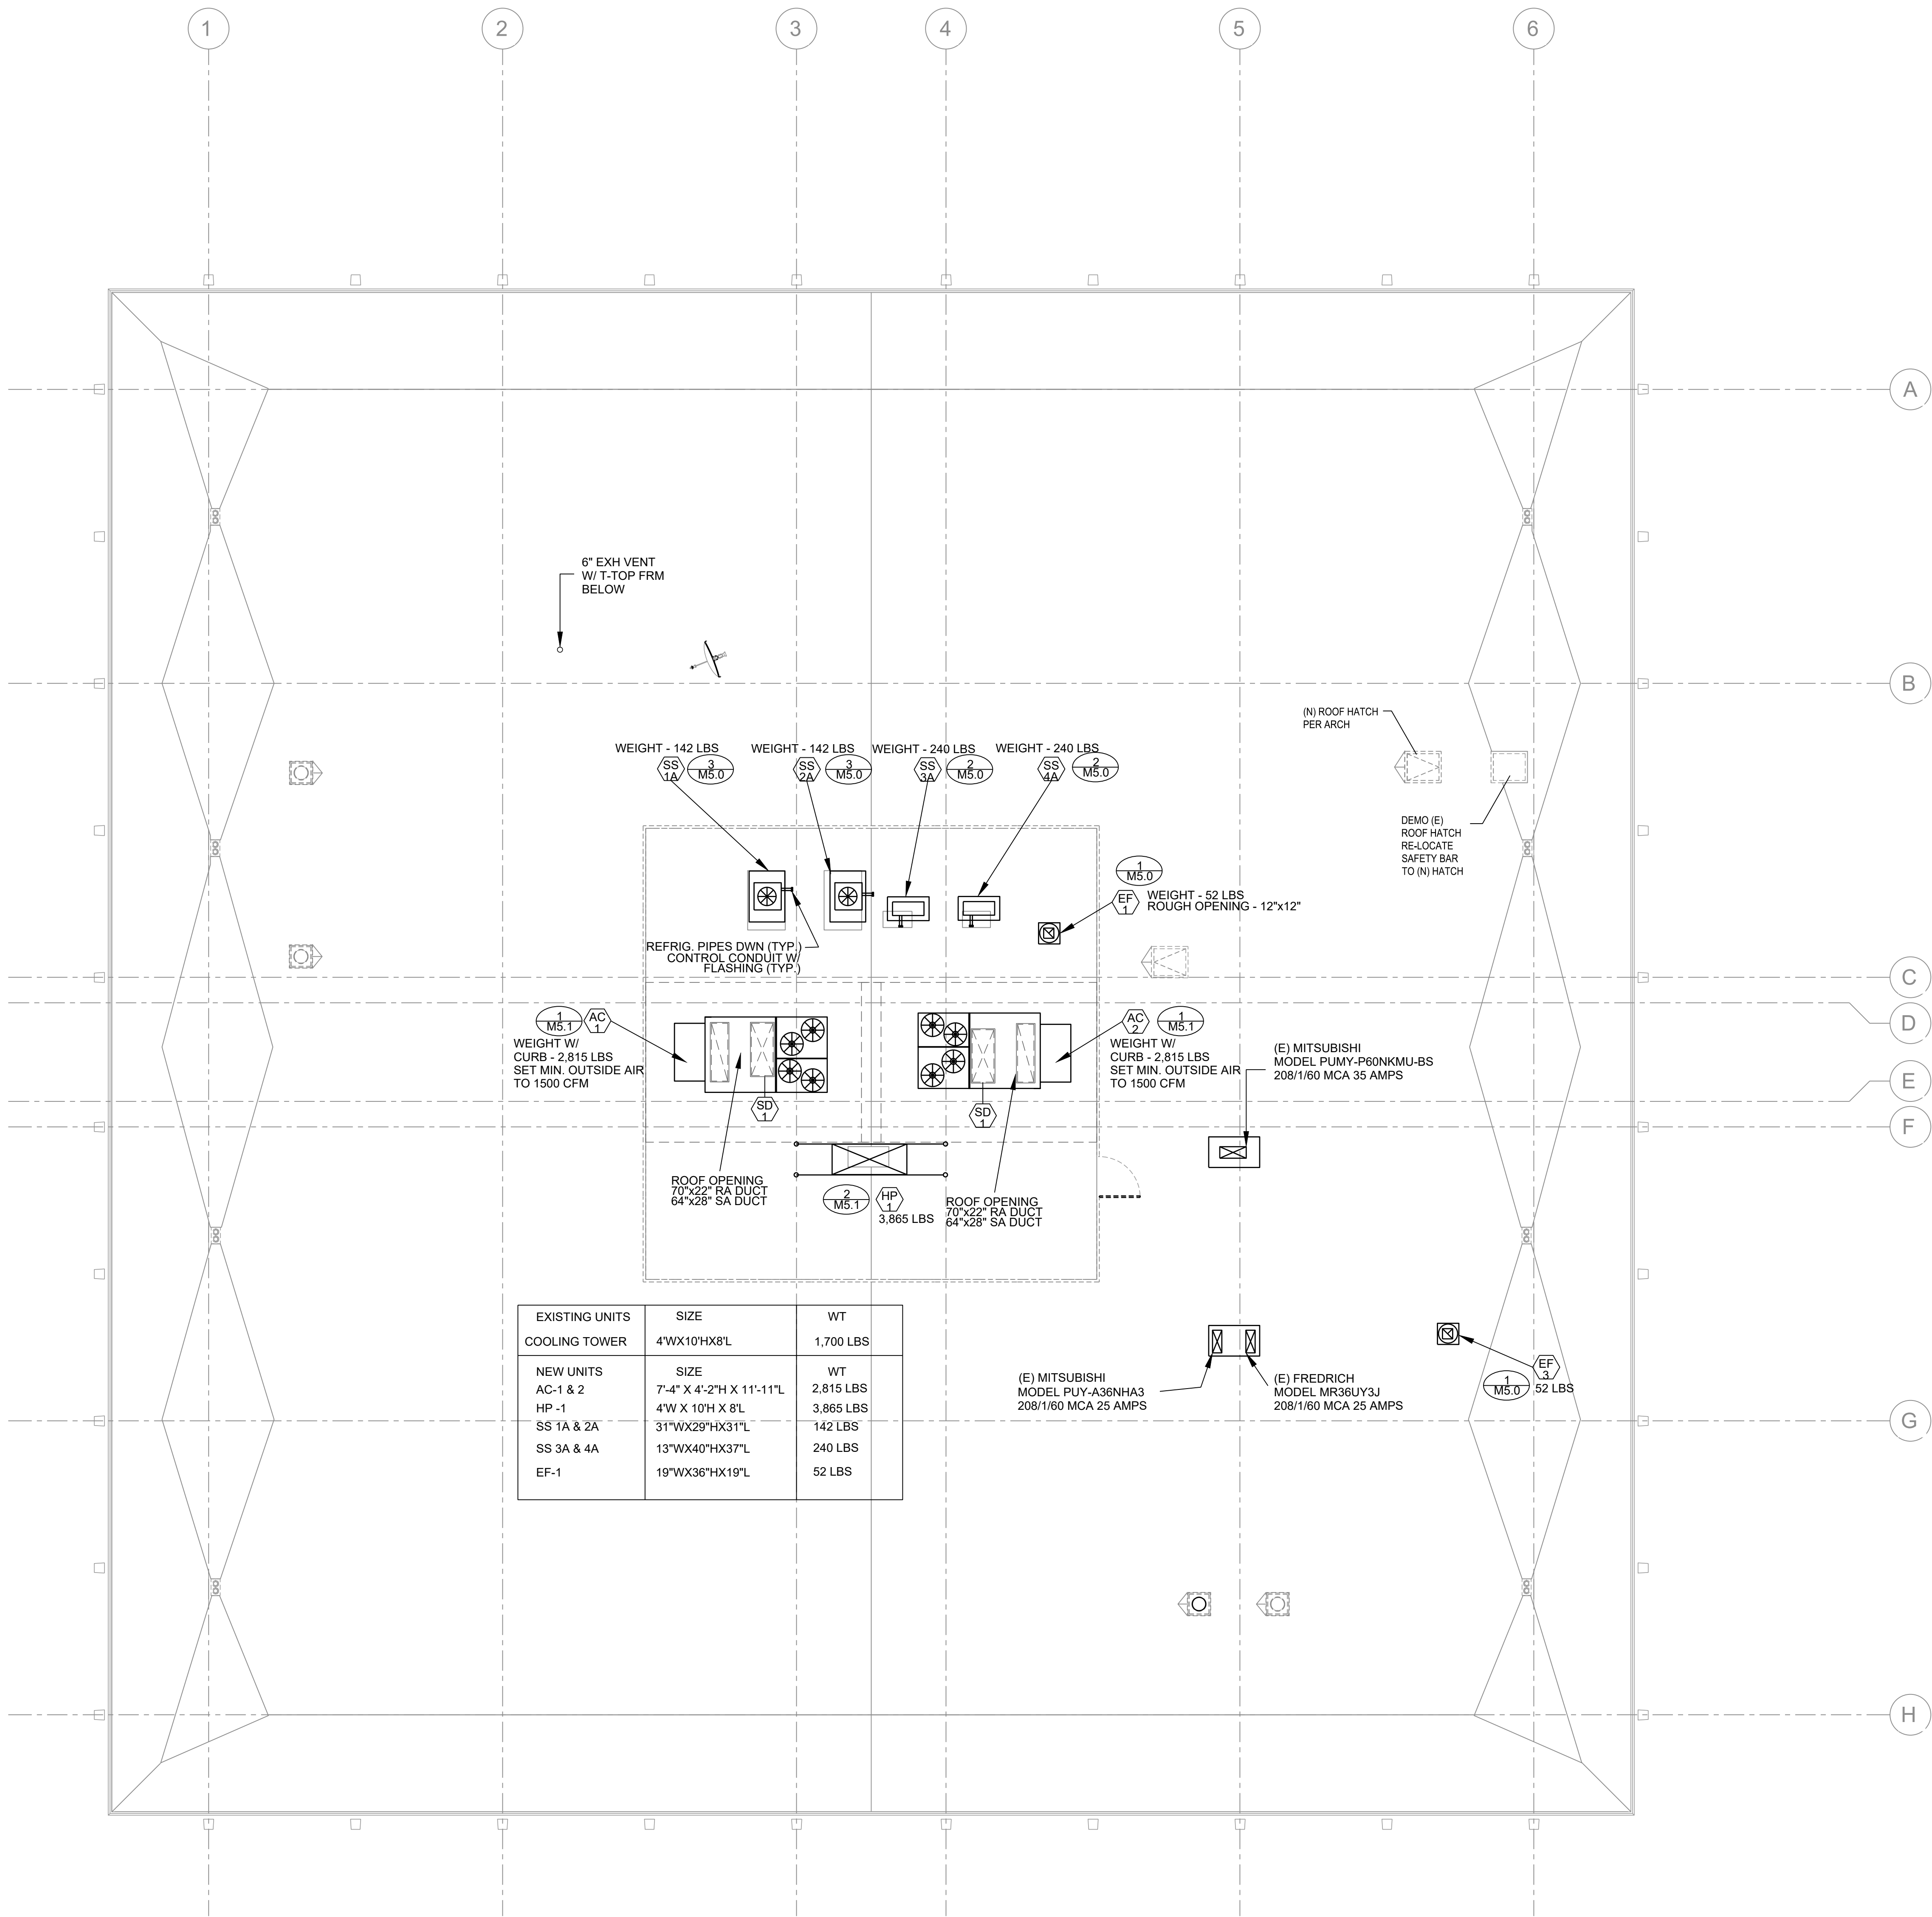 1
2
3
4
5
6
A
6" EXH VENT
W/ T-TOP FRM
BELOW
B
(N) ROOF HATCH
PER ARCH
WEIGHT - 142 LBS
SS
1A
3
M5.0
WEIGHT - 142 LBS
SS
2A
3
M5.0
WEIGHT - 240 LBS
SS
3A
2
M5.0
WEIGHT - 240 LBS
SS
4A
2
M5.0
DEMO (E)
ROOF HATCH
RE-LOCATE
SAFETY BAR
TO (N) HATCH
1
M5.0
EF
1
WEIGHT - 52 LBS
ROUGH OPENING - 12"x12"
REFRIG. PIPES DWN (TYP.)
CONTROL CONDUIT W/
FLASHING (TYP.)
C
D
1
M5.1
AC
1
WEIGHT W/
CURB - 2,815 LBS
SET MIN. OUTSIDE AIR
TO 1500 CFM
AC
2
1
M5.1
WEIGHT W/
CURB - 2,815 LBS
SET MIN. OUTSIDE AIR
TO 1500 CFM
(E) MITSUBISHI
MODEL PUMY-P60NKMU-BS
208/1/60 MCA 35 AMPS
E
SD
1
SD
1
F
ROOF OPENING
70"x22" RA DUCT
64"x28" SA DUCT
2
M5.1
HP
1
3,865 LBS
ROOF OPENING
70"x22" RA DUCT
64"x28" SA DUCT
EXISTING UNITS SIZE WT
COOLING TOWER 4'WX10'HX8'L 1,700 LBS
NEW UNITS SIZE WT
AC-1 & 2 7'-4" X 4'-2"H X 11'-11"L 2,815 LBS
HP -1 4'W X 10'H X 8'L 3,865 LBS
SS 1A & 2A 31"WX29"HX31"L 142 LBS
SS 3A & 4A 13"WX40"HX37"L 240 LBS
EF-1 19"WX36"HX19"L 52 LBS
(E) MITSUBISHI
MODEL PUY-A36NHA3
208/1/60 MCA 25 AMPS
(E) FREDRICH
MODEL MR36UY3J
208/1/60 MCA 25 AMPS
1
M5.0
EF
3
52 LBS
G
H